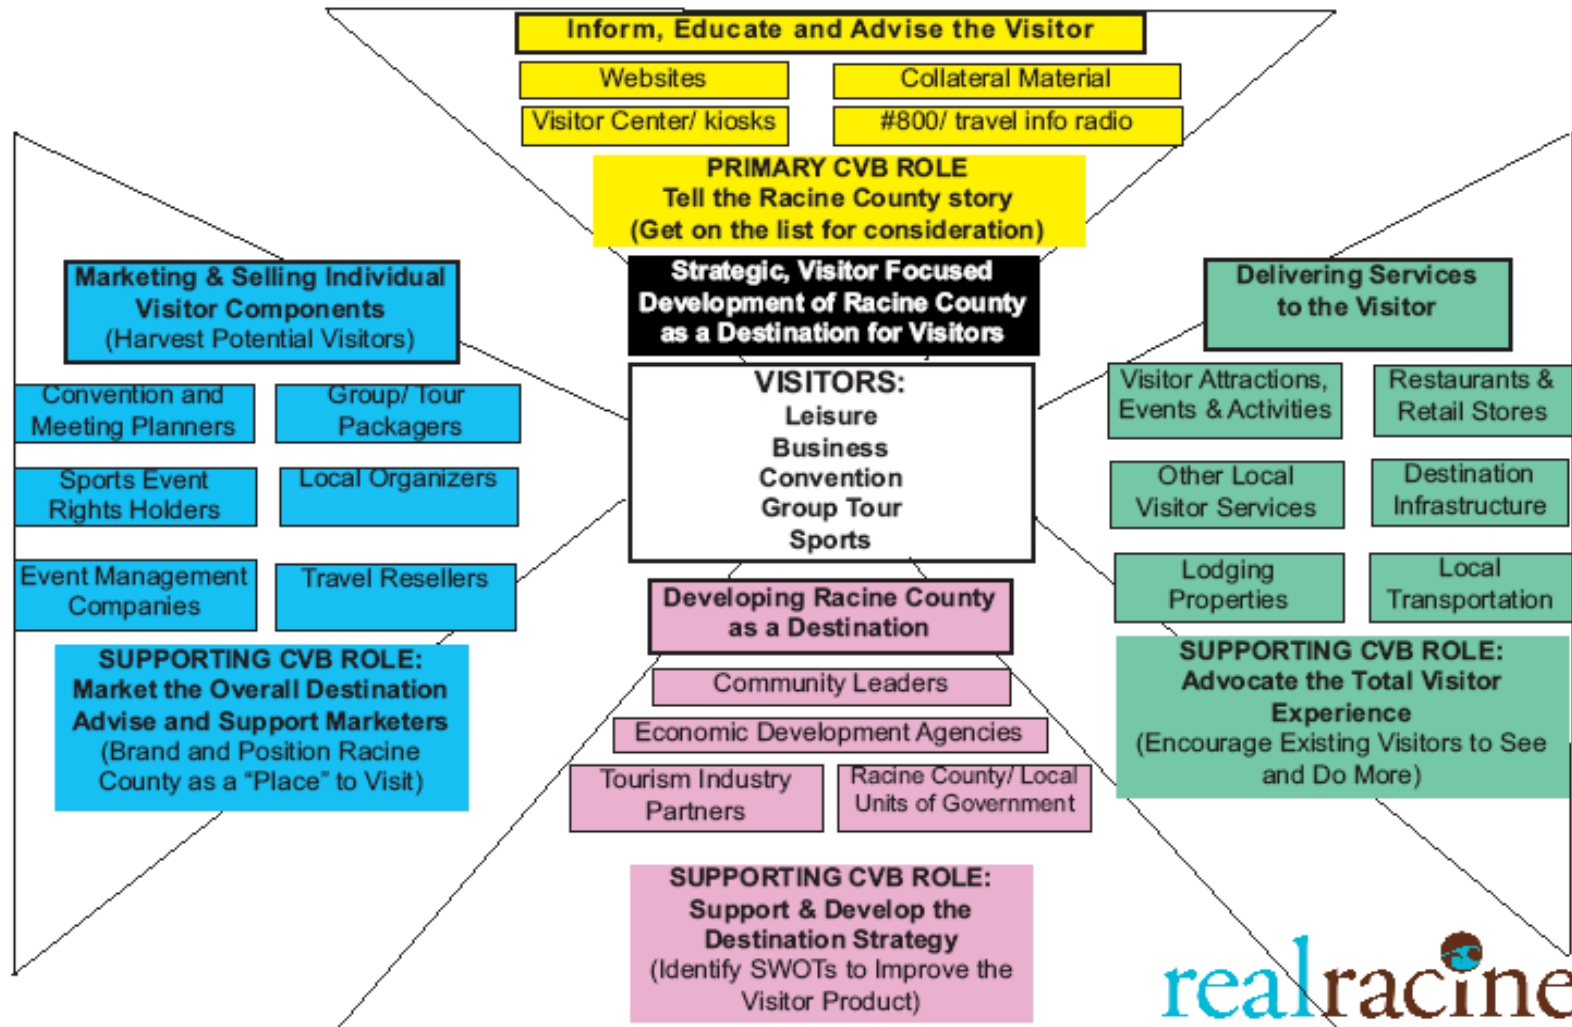 Inform, Educate and Advise the Visitor
Websites
Collateral Material
Visitor Center/ kiosks
#800/ travel info radio
PRIMARY CVB ROLE
Tell the Racine County story
(Get on the list for consideration)
Strategic, Visitor Focused
Development of Racine County
as a Destination for Visitors
VISITORS:
Leisure
Business
Convention
Group Tour
Sports
Marketing & Selling Individual
Visitor Components
(Harvest Potential Visitors)
Convention and
Meeting Planners
Group/ Tour
Packagers
Sports Event
Rights Holders
Local Organizers
Event Management
Companies
Travel Resellers
SUPPORTING CVB ROLE:
Market the Overall Destination
Advise and Support Marketers
(Brand and Position Racine
County as a “Place” to Visit)
Delivering Services
to the Visitor
Visitor Attractions,
Events & Activities
Restaurants &
Retail Stores
Other Local
Visitor Services
Destination
Infrastructure
Lodging
Properties
Local
Transportation
SUPPORTING CVB ROLE:
Advocate the Total Visitor
Experience
(Encourage Existing Visitors to See
and Do More)
Developing Racine County
as a Destination
Community Leaders
Economic Development Agencies
Tourism Industry
Partners
Racine County/ Local
Units of Government
SUPPORTING CVB ROLE:
Support & Develop the
Destination Strategy
(Identify SWOTs to Improve the
Visitor Product)
realracine